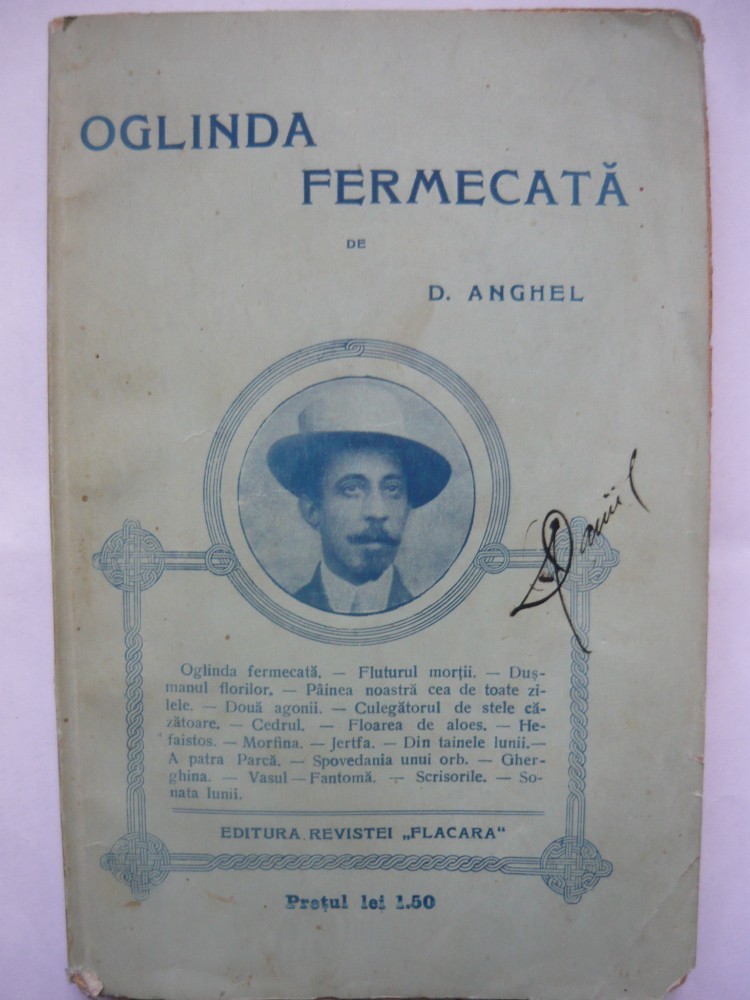 OGLINDA
FERMECATĂ
DE
D. ANGHEL
Oglinda fermecată. — Fluturul morții. — Duș-
manul florilor. — Pâinea noastră cea de toate zi-
lele. — Două agonii. — Culegătorul de stele că-
zătoare. — Cedrul. — Floarea de aloes. — He-
faistos. — Morfina. — Jertfa. — Din tainele lunii.—
A patra Parcă. — Spovedania unui orb. — Gher-
ghina. — Vasul — Fantomă. — Scrisorile. — So-
nata lunii.
EDITURA REVISTEI „FLACARA"
Prețul lei 1.50